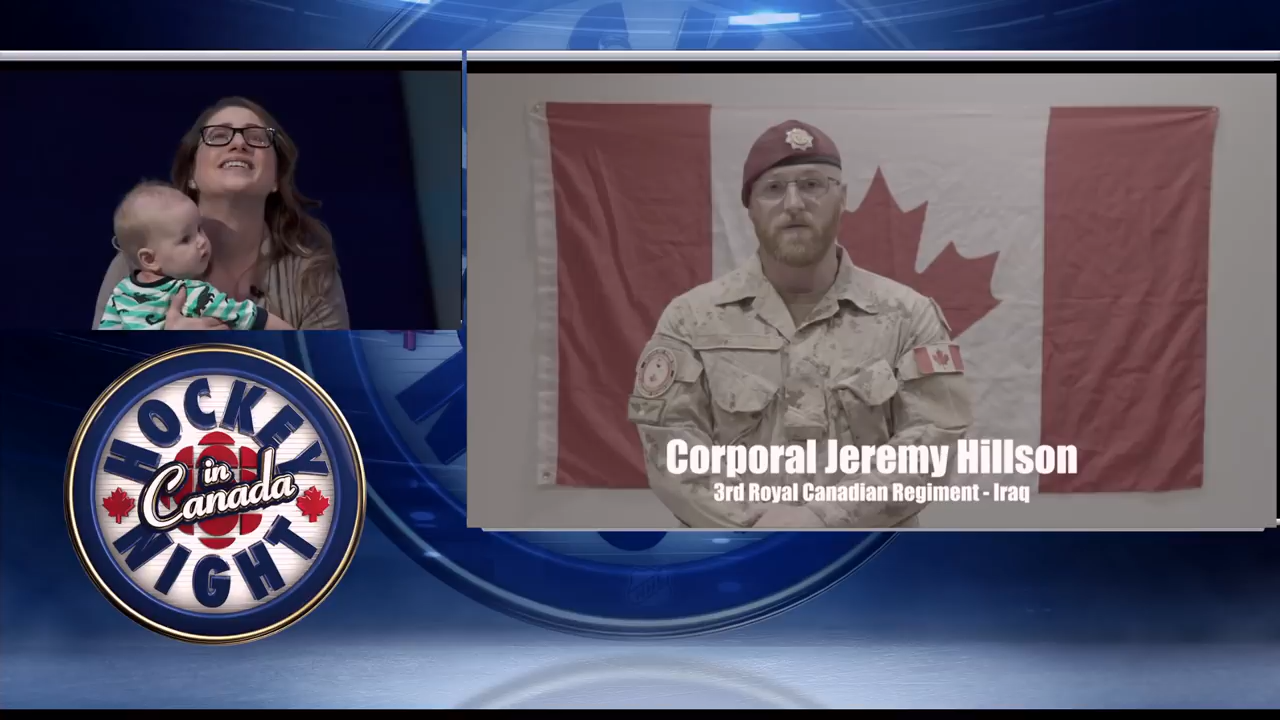 HOCKEY
in
Canada
NIGHT
Corporal Jeremy Hillson
3rd Royal Canadian Regiment - Iraq